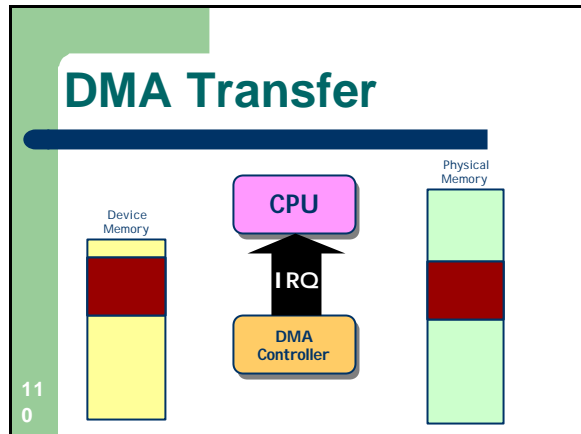 DMA Transfer
Physical
Memory
Device
Memory
CPU
IRQ
DMA
Controller
11
0